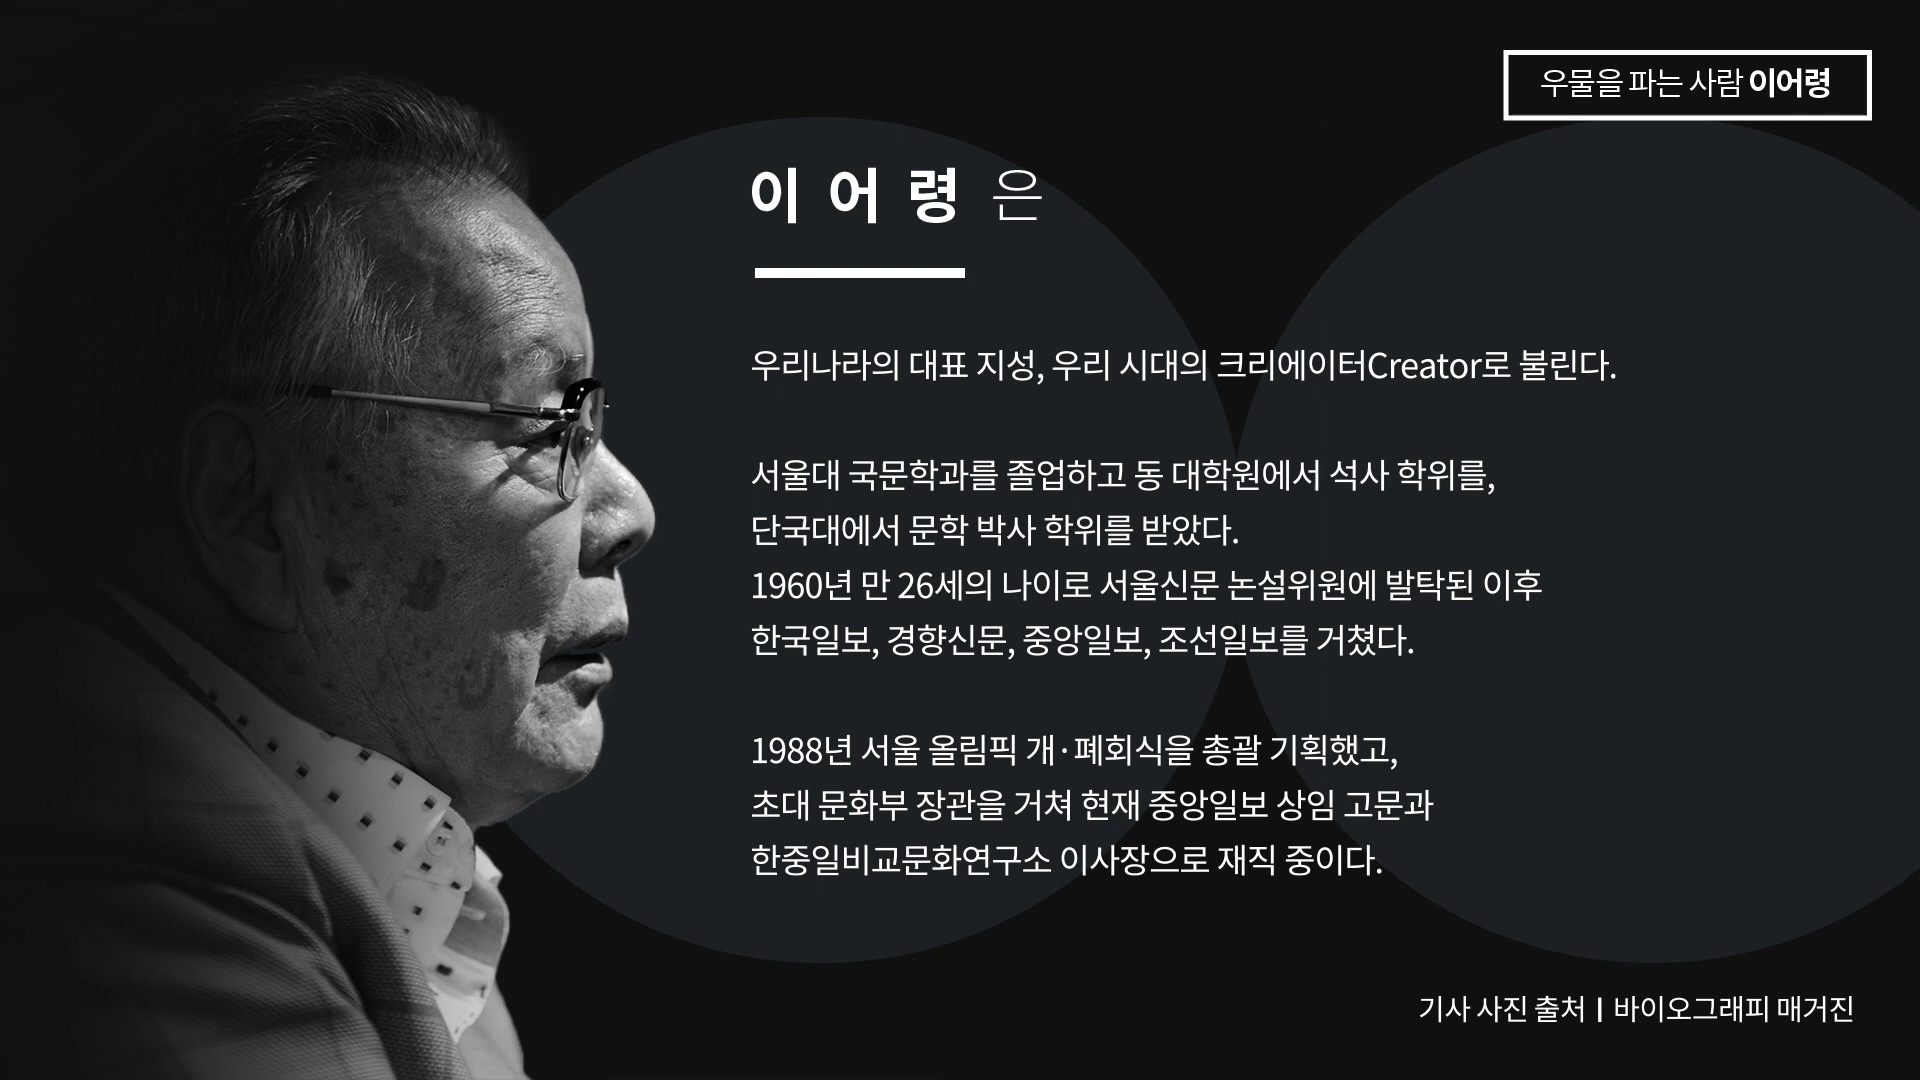 우물을 파는 사람 이어령
이어령은
우리나라의 대표 지성, 우리 시대의 크리에이터Creator로 불린다.
서울대 국문학과를 졸업하고 동 대학원에서 석사 학위를,
단국대에서 문학 박사 학위를 받았다.
1960년 만 26세의 나이로 서울신문 논설위원에 발탁된 이후
한국일보, 경향신문, 중앙일보, 조선일보를 거쳤다.
1988년 서울 올림픽 개·폐회식을 총괄 기획했고,
초대 문화부 장관을 거쳐 현재 중앙일보 상임 고문과
한중일비교문화연구소 이사장으로 재직 중이다.
기사 사진 출처 | 바이오그래피 매거진